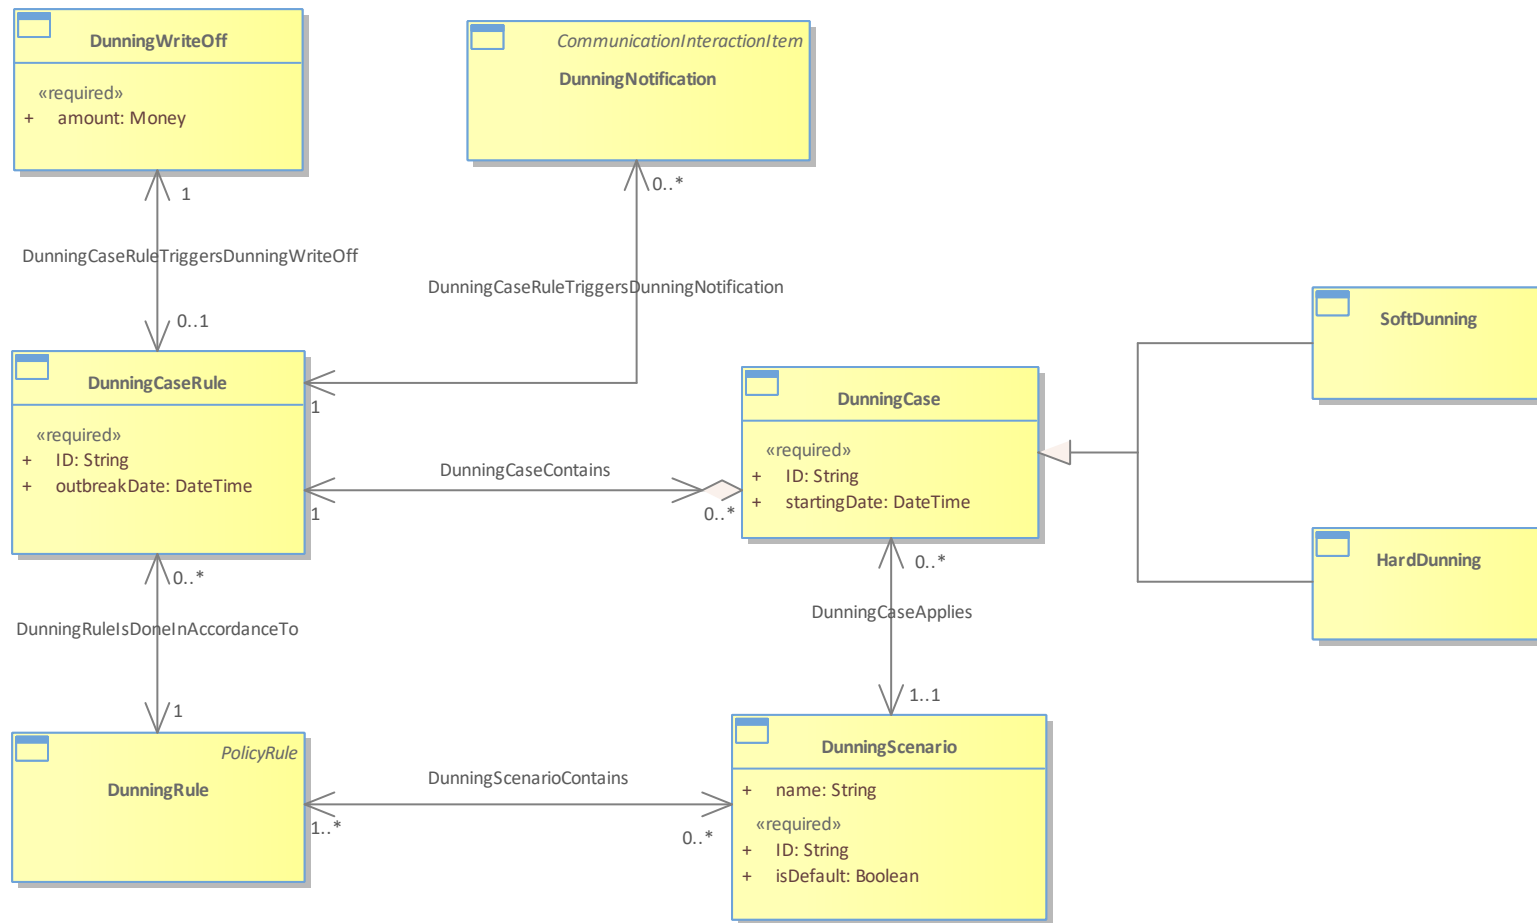 DunningWriteOff
«required»
+ amount: Money
CommunicationInteractionItem
DunningNotification
1
0..*
DunningCaseRuleTriggersDunningWriteOff
DunningCaseRuleTriggersDunningNotification
0..1
SoftDunning
DunningCaseRule
«required»
+ ID: String
+ outbreakDate: DateTime
1
DunningCase
«required»
+ ID: String
+ startingDate: DateTime
DunningCaseContains
1
0..*
HardDunning
0..*
0..*
DunningCaseApplies
DunningRuleIsDoneInAccordanceTo
1
1..1
PolicyRule
DunningRule
DunningScenarioContains
1..*
0..*
DunningScenario
+ name: String
«required»
+ ID: String
+ isDefault: Boolean